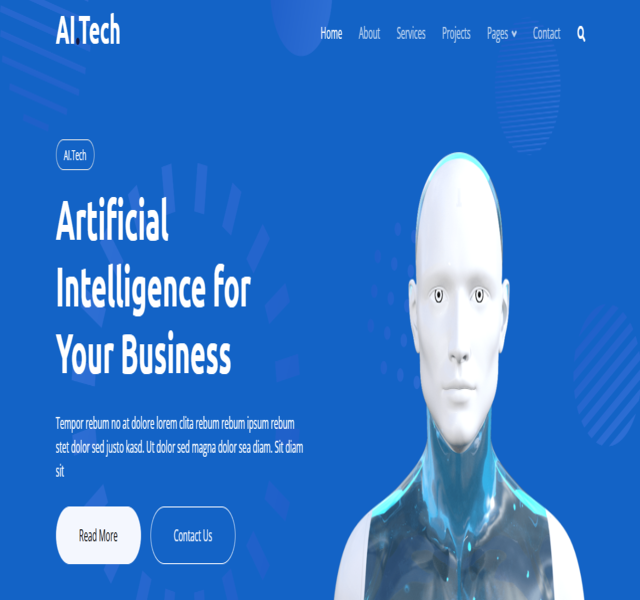 AI.Tech
Home About Services Projects Pages Contact
AI.Tech
Artificial
Intelligence for
Your Business
Tempor rebum no at dolore lorem clita rebum rebum ipsum rebum
stet dolor sed justo kasd. Ut dolor sed magna dolor sea diam. Sit diam
sit
Read More Contact Us